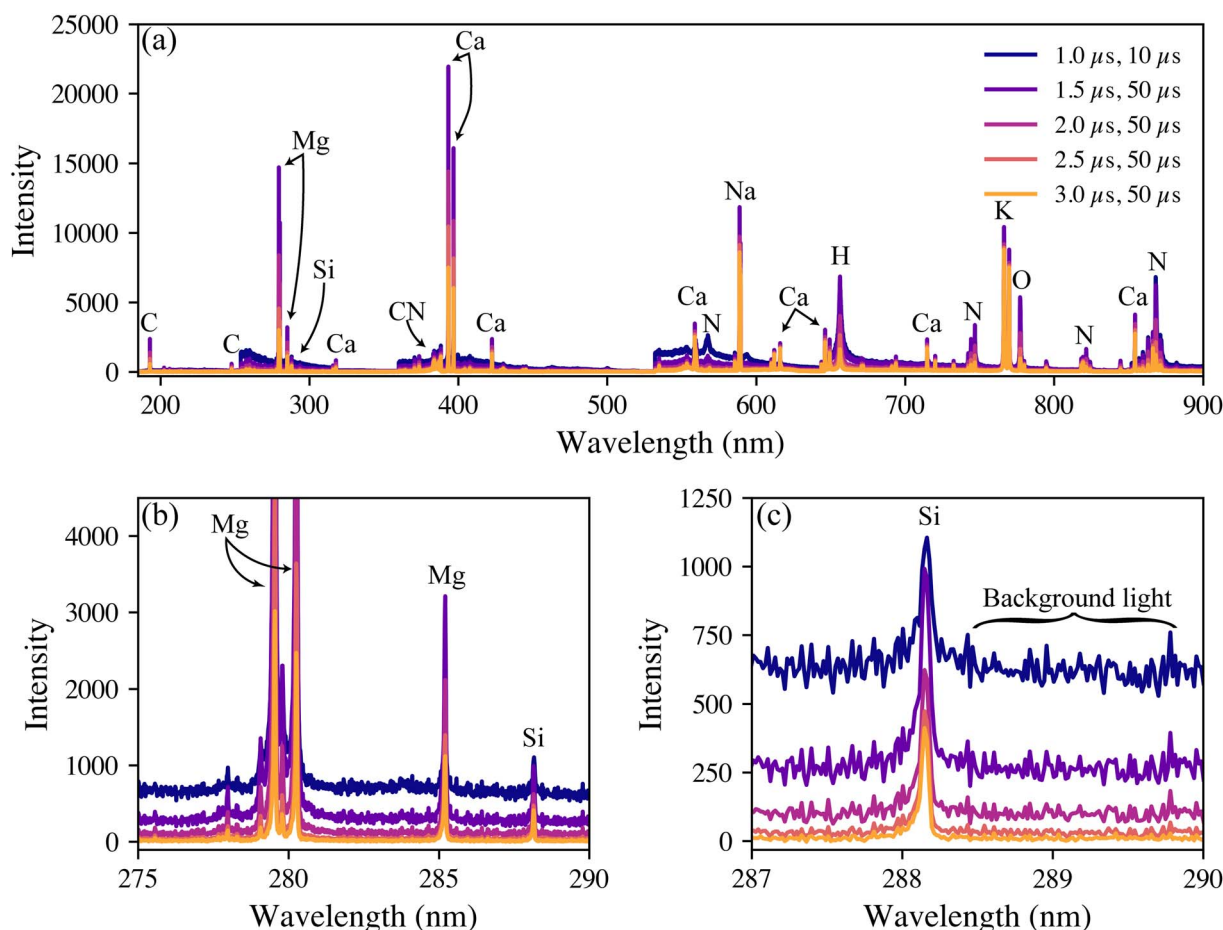 (a)
25000
20000
15000
10000
5000
0
Intensity
200 300 400 500 600 700 800 900
Wavelength (nm)
1.0 µs, 10 µs
1.5 µs, 50 µs
2.0 µs, 50 µs
2.5 µs, 50 µs
3.0 µs, 50 µs
C
C
Mg
Si
Ca
CN
Ca
Ca
Ca
N
Na
Ca
H
Ca
N
K
O
N
Ca
N
(b)
4000
3000
2000
1000
0
Intensity
275 280 285 290
Wavelength (nm)
Mg
Mg
Si
(c)
1250
1000
750
500
250
0
Intensity
287 288 289 290
Wavelength (nm)
Si
Background light